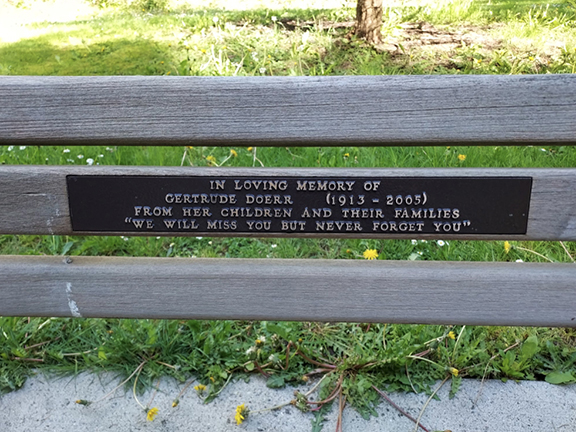 IN LOVING MEMORY OF
GERTRUDE DOERR (1913 - 2005)
FROM HER CHILDREN AND THEIR FAMILIES
"WE WILL MISS YOU BUT NEVER FORGET YOU"